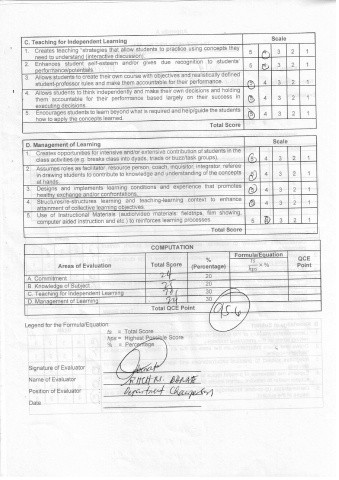 C. Teaching for Independent Learning Scale
1. Creates teaching strategies that allow students to practice using concepts they need to understand (interactive discussion). 5 4 3 2 1
2. Enhances student self-esteem and/or gives due recognition to students' performance/potentials. 5 4 3 2 1
3. Allows students to create their own course with objectives and realistically defined student-professor rules and make them accountable for their performance. 5 4 3 2 1
4. Allows students to think independently and make their own decisions and holding them accountable for their performance based largely on their success in executing decisions. 5 4 3 2 1
5. Encourages students to learn beyond what is required and help/guide the students how to apply the concepts learned. 5 4 3 2 1
Total Score
D. Management of Learning Scale
1. Creates opportunities for intensive and/or extensive contribution of students in the class activities (e.g. breaks class into dyads, triads or buzz/task groups). 5 4 3 2 1
2. Assumes roles as facilitator, resource person, coach, inquisitor, integrator, referee in drawing students to contribute to knowledge and understanding of the concepts at hands. 5 4 3 2 1
3. Designs and implements learning conditions and experience that promotes healthy exchange and/or confrontations. 5 4 3 2 1
4. Structures/re-structures learning and teaching-learning context to enhance attainment of collective learning objectives. 5 4 3 2 1
5. Use of Instructional Materials (audio/video materials: fieldtrips, film showing, computer aided instruction and etc.) to reinforces learning processes. 5 4 3 2 1
Total Score
COMPUTATION
Areas of Evaluation Total Score % (Percentage) Formula/Equation ts / hps x % QCE Point
A. Commitment 24 20
B. Knowledge of Subject 20
C. Teaching for Independent Learning 30
D. Management of Learning 24 30
Total QCE Point 95.6
Legend for the Formula/Equation:
ts = Total Score
hps = Highest Possible Score
% = Percentage
Signature of Evaluator
Name of Evaluator
Position of Evaluator Department Chairperson
Date